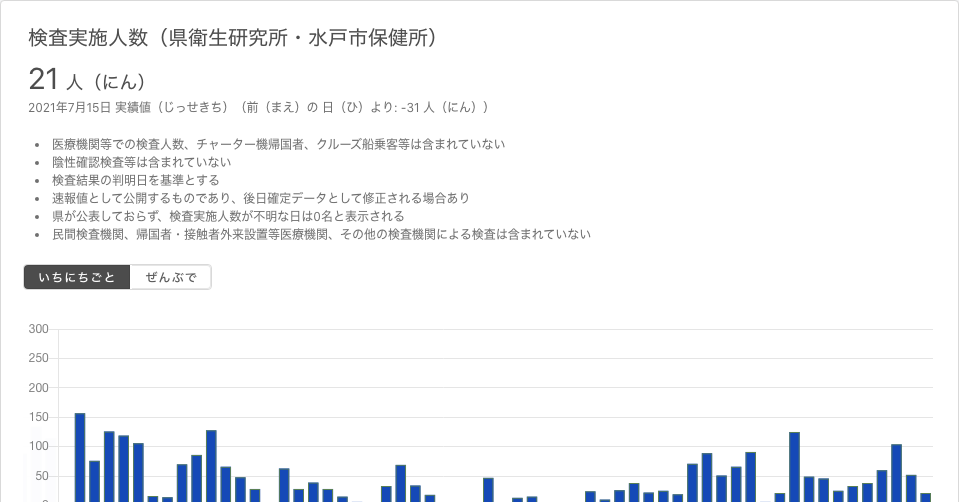 検査実施人数（県衛生研究所・水戸市保健所）
21 人（にん）
2021年7月15日 実績値（じっせきち）（前（まえ）の 日（ひ）より: -31 人（にん））
医療機関等での検査人数、チャーター機帰国者、クルーズ船乗客等は含まれていない
陰性確認検査等は含まれていない
検査結果の判明日を基準とする
速報値として公開するものであり、後日確定データとして修正される場合あり
県が公表しておらず、検査実施人数が不明な日は0名と表示される
民間検査機関、帰国者・接触者外来設置等医療機関、その他の検査機関による検査は含まれていない
いちにちごと ぜんぶで
300
250
200
150
100
50
0